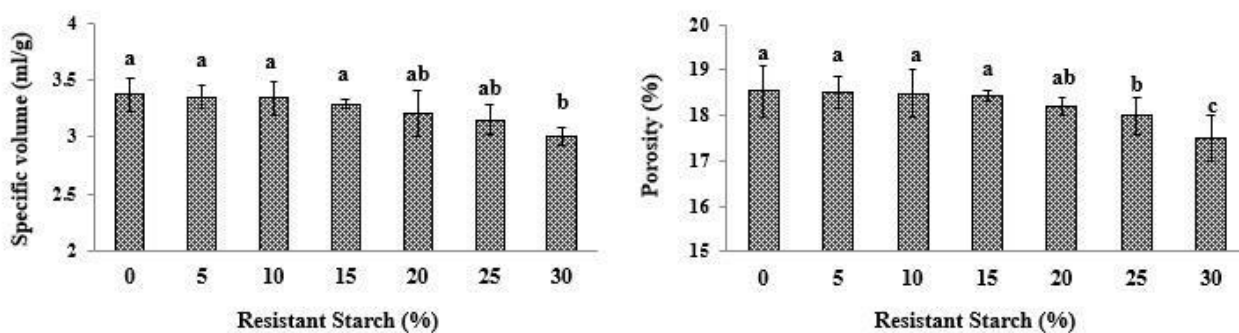 Specific volume (ml/g)
4
3.5
3
2.5
2
a
a
a
a
ab
ab
b
0 5 10 15 20 25 30
Resistant Starch (%)
Porosity (%)
20
19
18
17
16
15
a
a
a
a
ab
b
c
0 5 10 15 20 25 30
Resistant Starch (%)